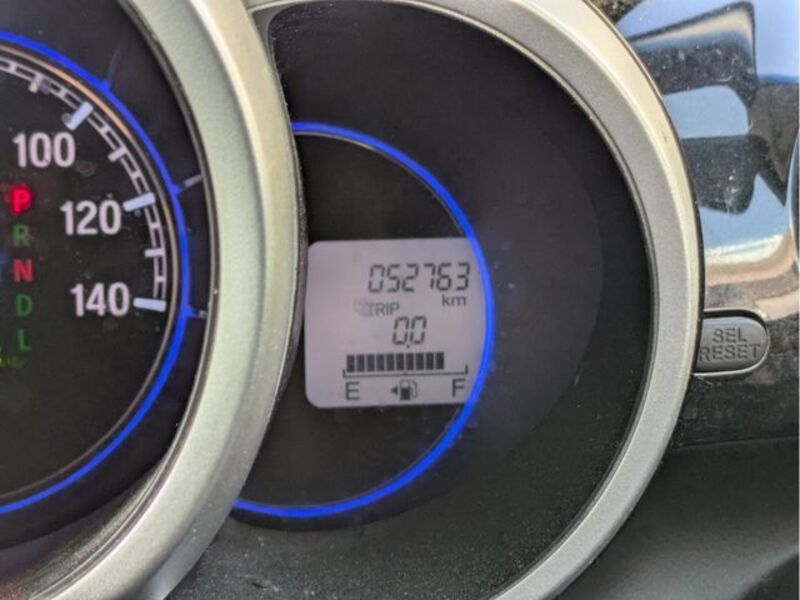 100
120
140
P
R
N
D
L
052763
km
TRIP
0.0
E F
SEL
RESET